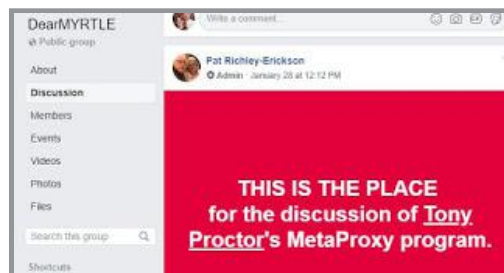 DearMYRTLE
Public group
About
Discussion
Members
Events
Videos
Photos
Files
Search this group
Shortcuts
Write a comment...
Pat Richley-Erickson
Admin · January 28 at 12:12 PM
THIS IS THE PLACE
for the discussion of Tony
Proctor's MetaProxy program.